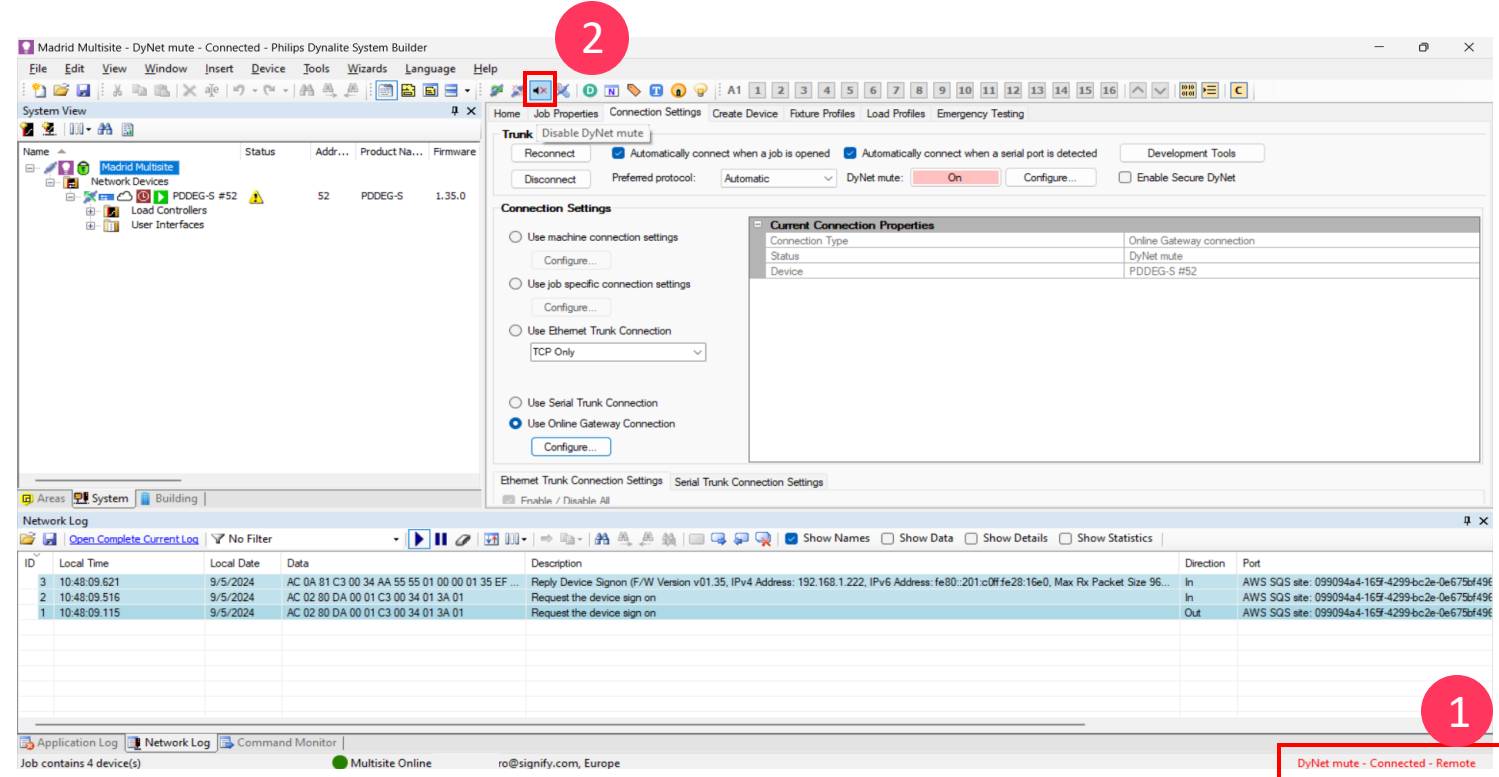 2
Madrid Multisite - DyNet mute - Connected - Philips Dynalite System Builder
File Edit View Window Insert Device Tools Wizards Language Help
A1 1 2 3 4 5 6 7 8 9 10 11 12 13 14 15 16 C
System View
Home Job Properties Connection Settings Create Device Fixture Profiles Load Profiles Emergency Testing
Trunk Disable DyNet mute
Name Status Addr... Product Na... Firmware
Reconnect Automatically connect when a job is opened Automatically connect when a serial port is detected Development Tools
Madrid Multisite
Disconnect Preferred protocol: Automatic DyNet mute: On Configure... Enable Secure DyNet
Network Devices
PDDEG-S #52 52 PDDEG-S 1.35.0
Load Controllers
User Interfaces
Connection Settings
Current Connection Properties
Use machine connection settings
Connection Type Online Gateway connection
Configure...
Status DyNet mute
Device PDDEG-S #52
Use job specific connection settings
Configure...
Use Ethernet Trunk Connection
TCP Only
Use Serial Trunk Connection
Use Online Gateway Connection
Configure...
Ethernet Trunk Connection Settings Serial Trunk Connection Settings
Enable / Disable All
Areas System Building
Network Log
Open Complete Current Log No Filter Show Names Show Data Show Details Show Statistics
ID Local Time Local Date Data Description Direction Port
3 10:48:09.621 9/5/2024 AC 0A 81 C3 00 34 AA 55 55 01 00 00 01 35 EF ... Reply Device Signon (F/W Version v01.35, IPv4 Address: 192.168.1.222, IPv6 Address: fe80::201:c0ff:fe28:16e0, Max Rx Packet Size 96... In AWS SQS site: 099094a4-165f-4299-bc2e-0e675bf496
2 10:48:09.516 9/5/2024 AC 02 80 DA 00 01 C3 00 34 01 3A 01 Request the device sign on In AWS SQS site: 099094a4-165f-4299-bc2e-0e675bf496
1 10:48:09.115 9/5/2024 AC 02 80 DA 00 01 C3 00 34 01 3A 01 Request the device sign on Out AWS SQS site: 099094a4-165f-4299-bc2e-0e675bf496
1
Application Log Network Log Command Monitor
Job contains 4 device(s) Multisite Online ro@signify.com, Europe DyNet mute - Connected - Remote